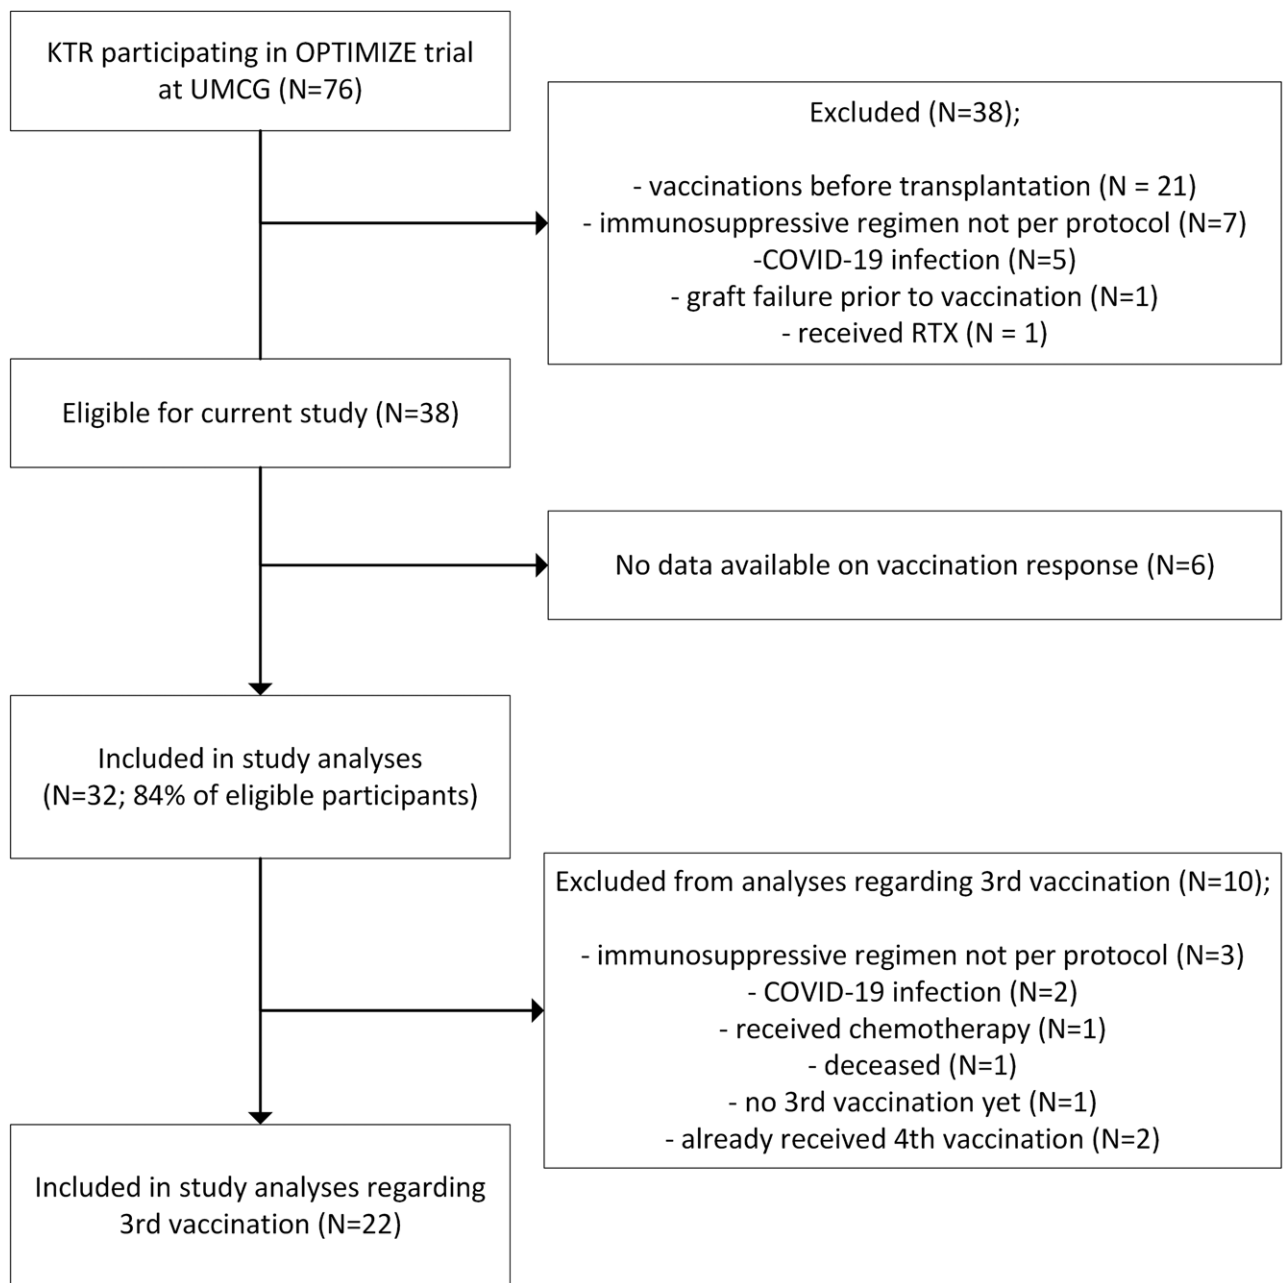 KTR participating in OPTIMIZE trial
at UMCG (N=76)
Excluded (N=38);
- vaccinations before transplantation (N = 21)
- immunosuppressive regimen not per protocol (N=7)
-COVID-19 infection (N=5)
- graft failure prior to vaccination (N=1)
- received RTX (N = 1)
Eligible for current study (N=38)
No data available on vaccination response (N=6)
Included in study analyses
(N=32; 84% of eligible participants)
Excluded from analyses regarding 3rd vaccination (N=10);
- immunosuppressive regimen not per protocol (N=3)
- COVID-19 infection (N=2)
- received chemotherapy (N=1)
- deceased (N=1)
- no 3rd vaccination yet (N=1)
- already received 4th vaccination (N=2)
Included in study analyses regarding
3rd vaccination (N=22)